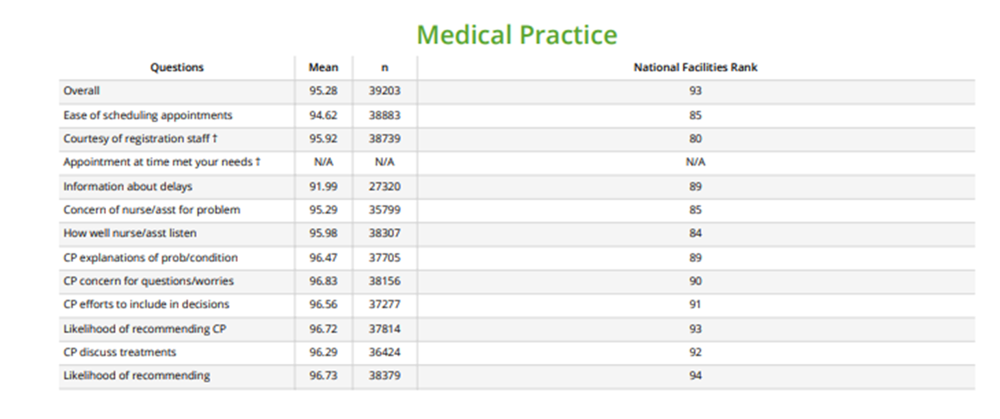 Medical Practice
Questions Mean n National Facilities Rank
Overall 95.28 39203 93
Ease of scheduling appointments 94.62 38883 85
Courtesy of registration staff † 95.92 38739 80
Appointment at time met your needs † N/A N/A N/A
Information about delays 91.99 27320 89
Concern of nurse/asst for problem 95.29 35799 85
How well nurse/asst listen 95.98 38307 84
CP explanations of prob/condition 96.47 37705 89
CP concern for questions/worries 96.83 38156 90
CP efforts to include in decisions 96.56 37277 91
Likelihood of recommending CP 96.72 37814 93
CP discuss treatments 96.29 36424 92
Likelihood of recommending 96.73 38379 94